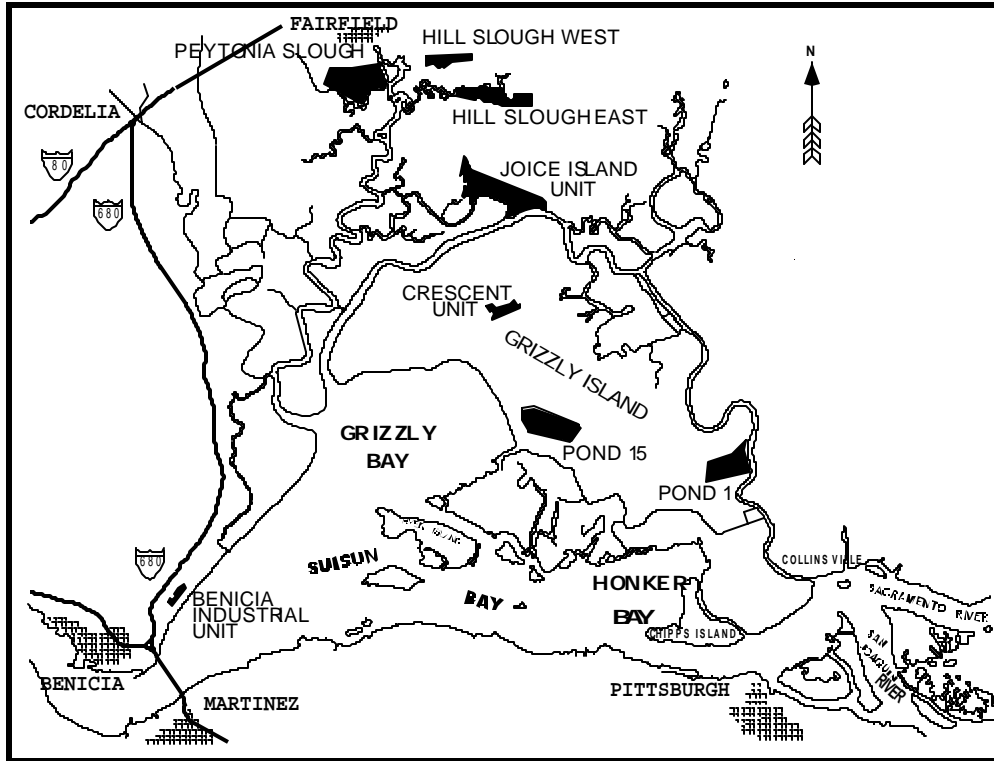 FAIRFIELD
PEYTONIA SLOUGH
HILL SLOUGH WEST
N
CORDELIA
HILL SLOUGH EAST
80
JOICE ISLAND
UNIT
680
CRESCENT
UNIT
GRIZZLY ISLAND
GRIZZLY
BAY
POND 15
POND 1
680
SUISUN
BAY
HONKER
BAY
COLLINSVILLE
SACRAMENTO RIVER
BENICIA
INDUSTRIAL
UNIT
CHIPPS ISLAND
SAN
JOAQUIN
RIVER
BENICIA
MARTINEZ
PITTSBURGH